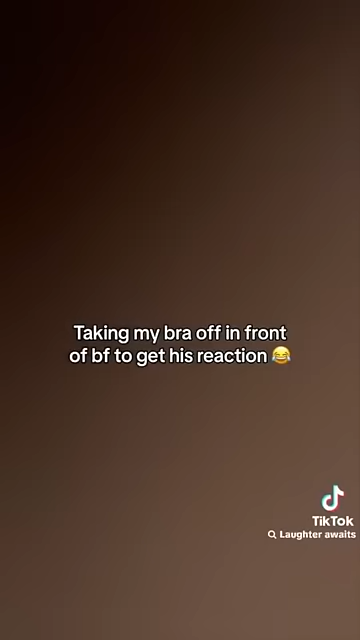 Taking my bra off in front
of bf to get his reaction 😂
TikTok
Laughter awaits